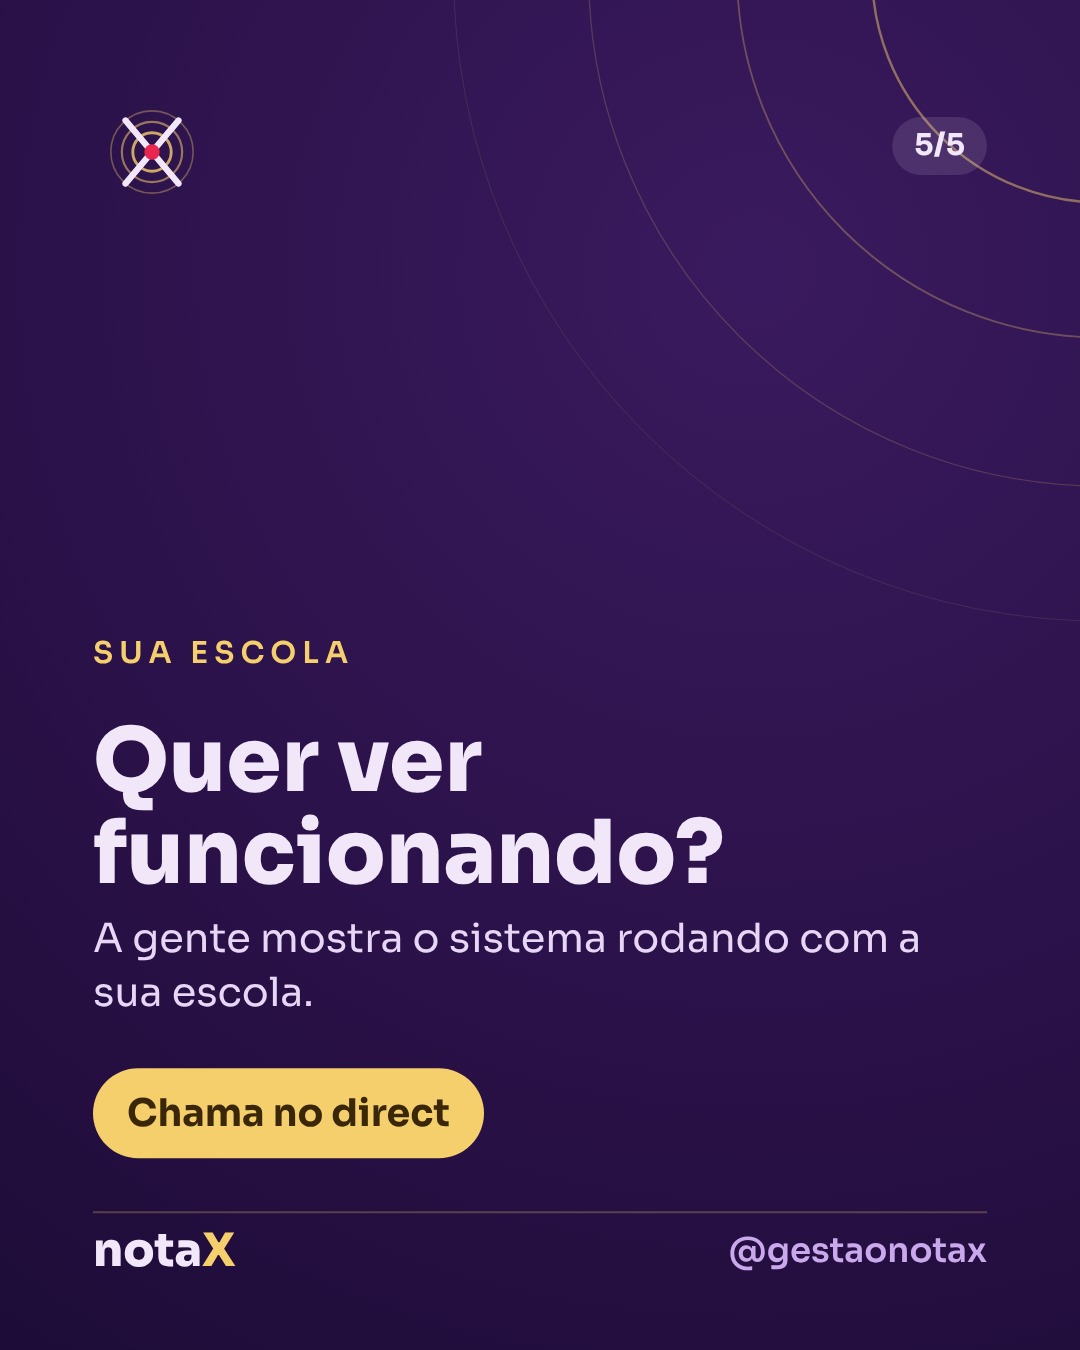 5/5
SUA ESCOLA
Quer ver
funcionando?
A gente mostra o sistema rodando com a
sua escola.
Chama no direct
notaX
@gestaonotax